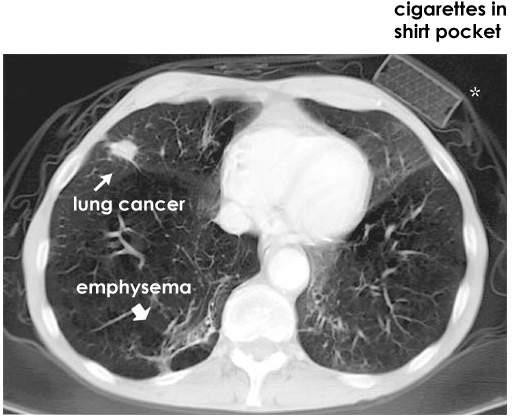 cigarettes in
shirt pocket
*
lung cancer
emphysema